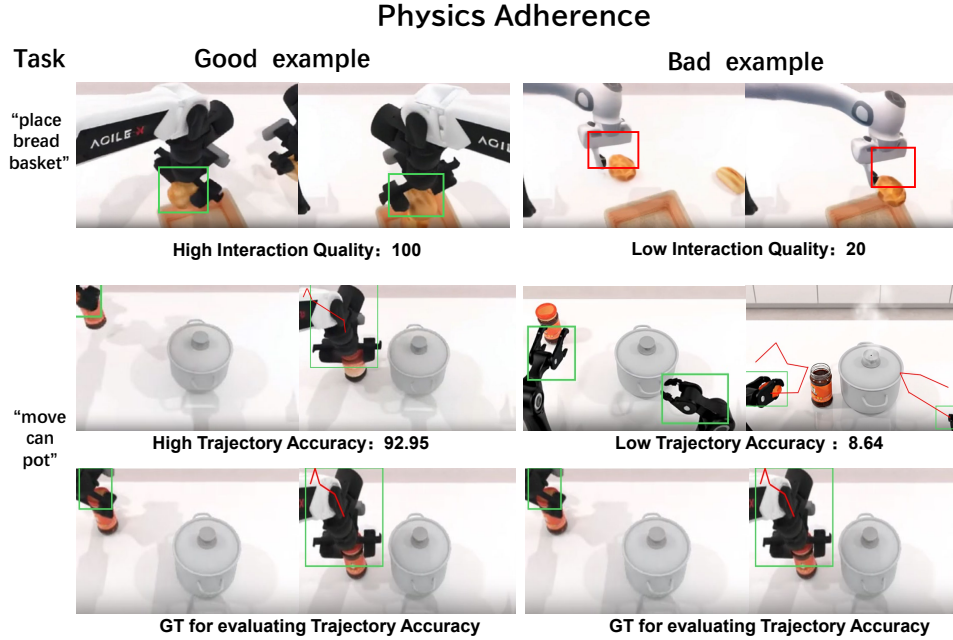 Physics Adherence
Task
Good example
Bad example
"place
bread
basket"
AGILE X
AGILE X
High Interaction Quality: 100
Low Interaction Quality: 20
"move
can
pot"
High Trajectory Accuracy: 92.95
Low Trajectory Accuracy : 8.64
GT for evaluating Trajectory Accuracy
GT for evaluating Trajectory Accuracy